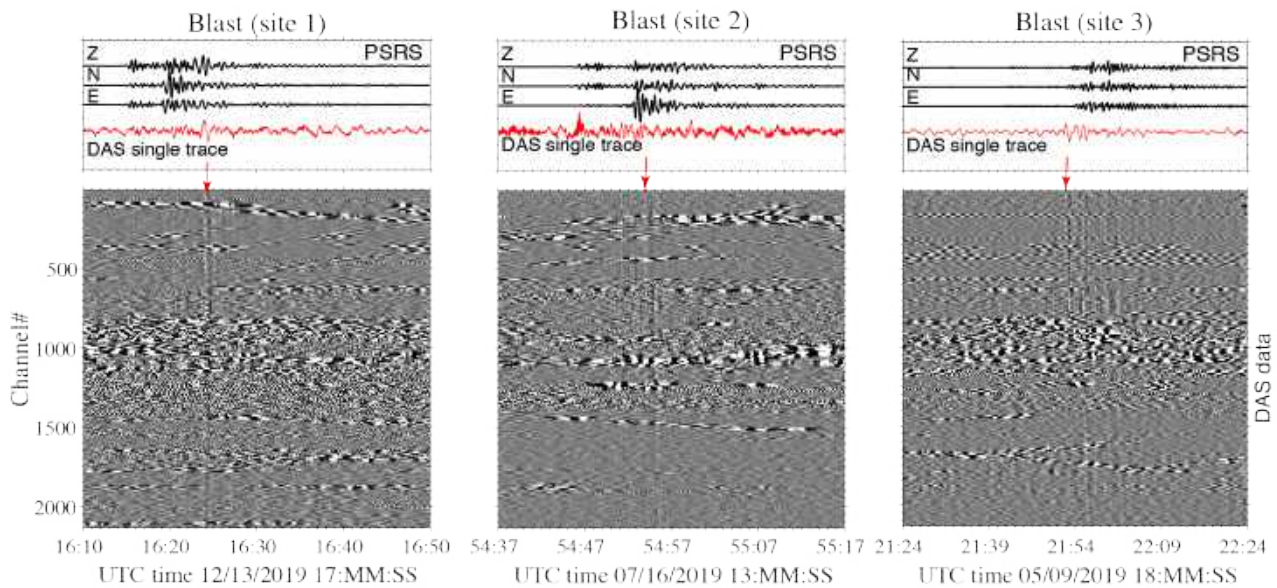 Blast (site 1)
Blast (site 2)
Blast (site 3)
Z
PSRS
N
E
DAS single trace
Z
PSRS
N
E
DAS single trace
Z
PSRS
N
E
DAS single trace
Channel#
500
1000
1500
2000
DAS data
16:10 16:20 16:30 16:40 16:50
54:37 54:47 54:57 55:07 55:17
21:24 21:39 21:54 22:09 22:24
UTC time 12/13/2019 17:MM:SS
UTC time 07/16/2019 13:MM:SS
UTC time 05/09/2019 18:MM:SS